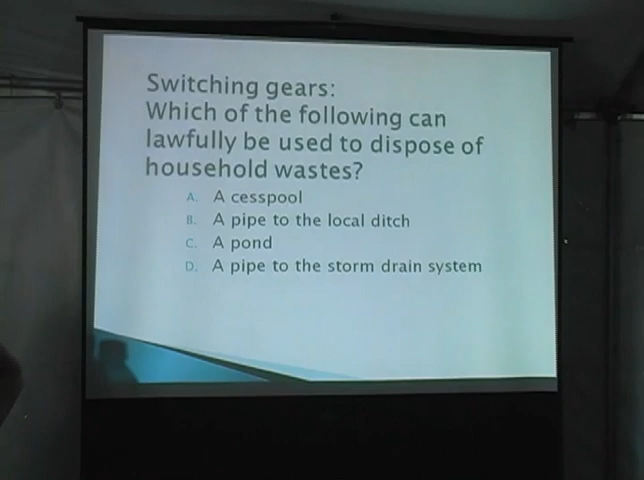 Switching gears:
Which of the following can
lawfully be used to dispose of
household wastes?
A. A cesspool
B. A pipe to the local ditch
C. A pond
D. A pipe to the storm drain system